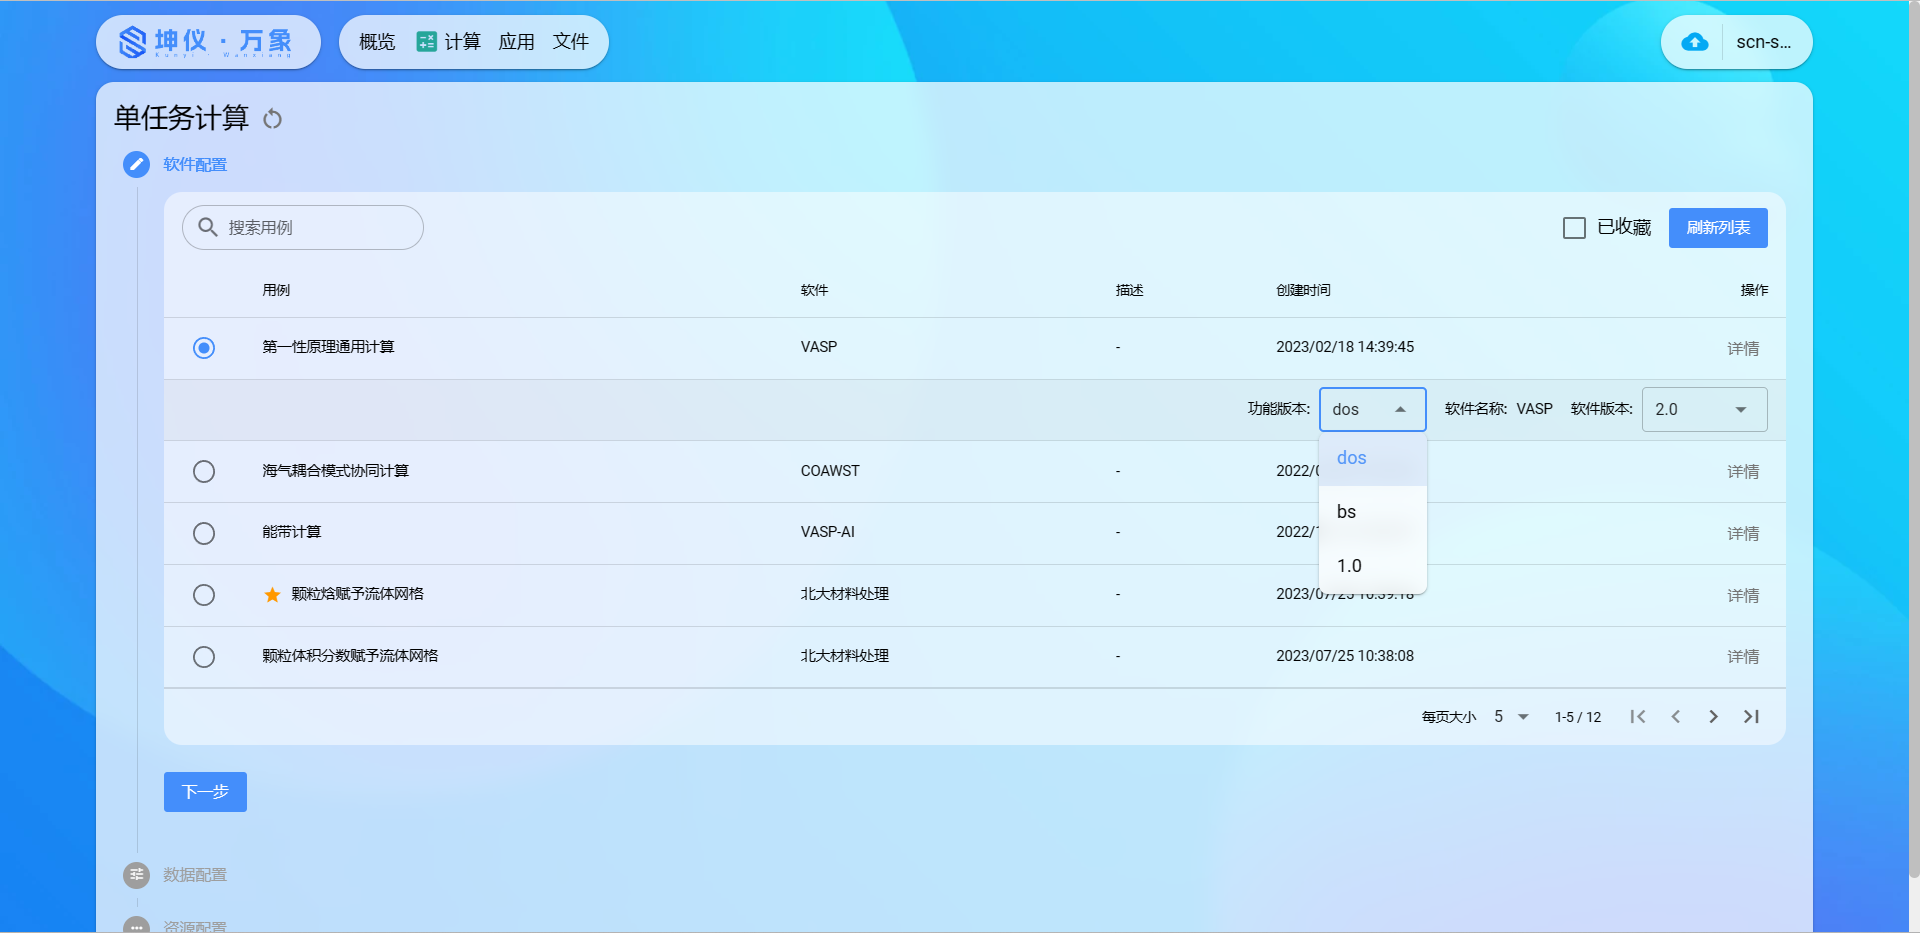 坤仪 · 万象
Kunyi · Wanxiang
概览 计算 应用 文件
scn-s...
单任务计算
软件配置
搜索用例
已收藏
刷新列表
用例 软件 描述 创建时间 操作
第一性原理通用计算 VASP - 2023/02/18 14:39:45 详情
功能版本: dos 软件名称: VASP 软件版本: 2.0
dos
bs
1.0
海气耦合模式协同计算 COAWST - 2022/0 详情
能带计算 VASP-AI - 2022/1 详情
颗粒焓赋予流体网格 北大材料处理 - 2023/07/25 10:39:18 详情
颗粒体积分数赋予流体网格 北大材料处理 - 2023/07/25 10:38:08 详情
每页大小 5 1-5 / 12
下一步
数据配置
资源配置